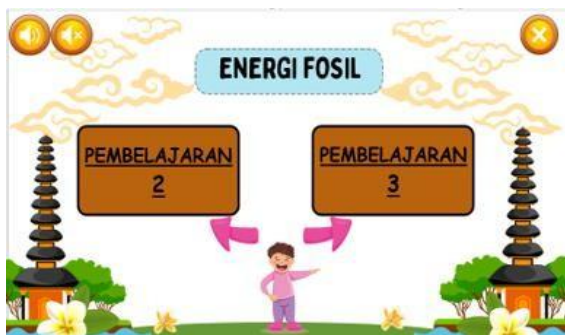 ENERGI FOSIL
PEMBELAJARAN
2
PEMBELAJARAN
3